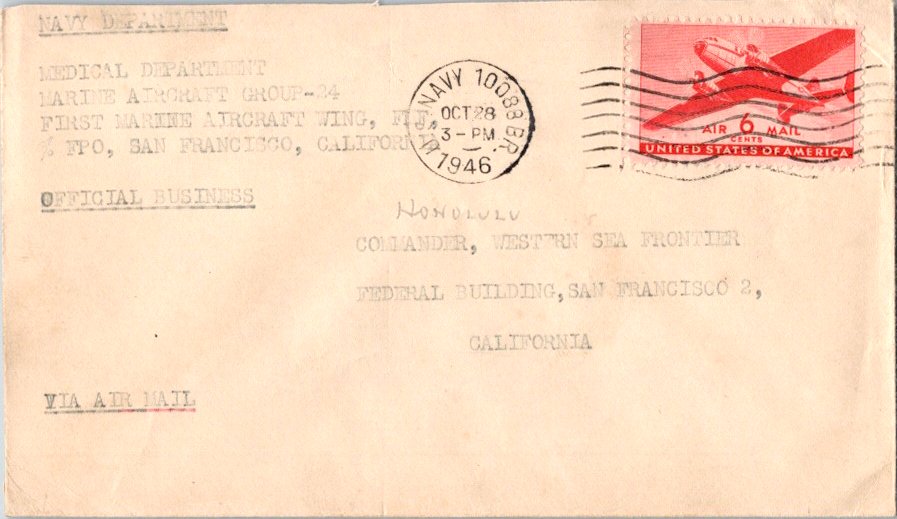 NAVY DEPARTMENT
MEDICAL DEPARTMENT
MARINE AIRCRAFT GROUP-24
FIRST MARINE AIRCRAFT WING, FLF,
% FPO, SAN FRANCISCO, CALIFORNIA
OFFICIAL BUSINESS
U.S. NAVY 10088 BR.
OCT 28
3-PM
1946
AIR 6 MAIL
CENTS
UNITED STATES OF AMERICA
HONOLULU
COMMANDER, WESTERN SEA FRONTIER
FEDERAL BUILDING, SAN FRANCISCO 2,
CALIFORNIA
VIA AIR MAIL